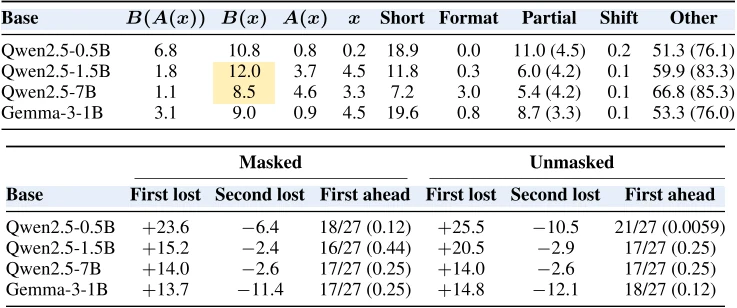 Base B(A(x)) B(x) A(x) x Short Format Partial Shift Other
Qwen2.5-0.5B 6.8 10.8 0.8 0.2 18.9 0.0 11.0 (4.5) 0.2 51.3 (76.1)
Qwen2.5-1.5B 1.8 12.0 3.7 4.5 11.8 0.3 6.0 (4.2) 0.1 59.9 (83.3)
Qwen2.5-7B 1.1 8.5 4.6 3.3 7.2 3.0 5.4 (4.2) 0.1 66.8 (85.3)
Gemma-3-1B 3.1 9.0 0.9 4.5 19.6 0.8 8.7 (3.3) 0.1 53.3 (76.0)
Masked Unmasked
Base First lost Second lost First ahead First lost Second lost First ahead
Qwen2.5-0.5B +23.6 −6.4 18/27 (0.12) +25.5 −10.5 21/27 (0.0059)
Qwen2.5-1.5B +15.2 −2.4 16/27 (0.44) +20.5 −2.9 17/27 (0.25)
Qwen2.5-7B +14.0 −2.6 17/27 (0.25) +14.0 −2.6 17/27 (0.25)
Gemma-3-1B +13.7 −11.4 17/27 (0.25) +14.8 −12.1 18/27 (0.12)